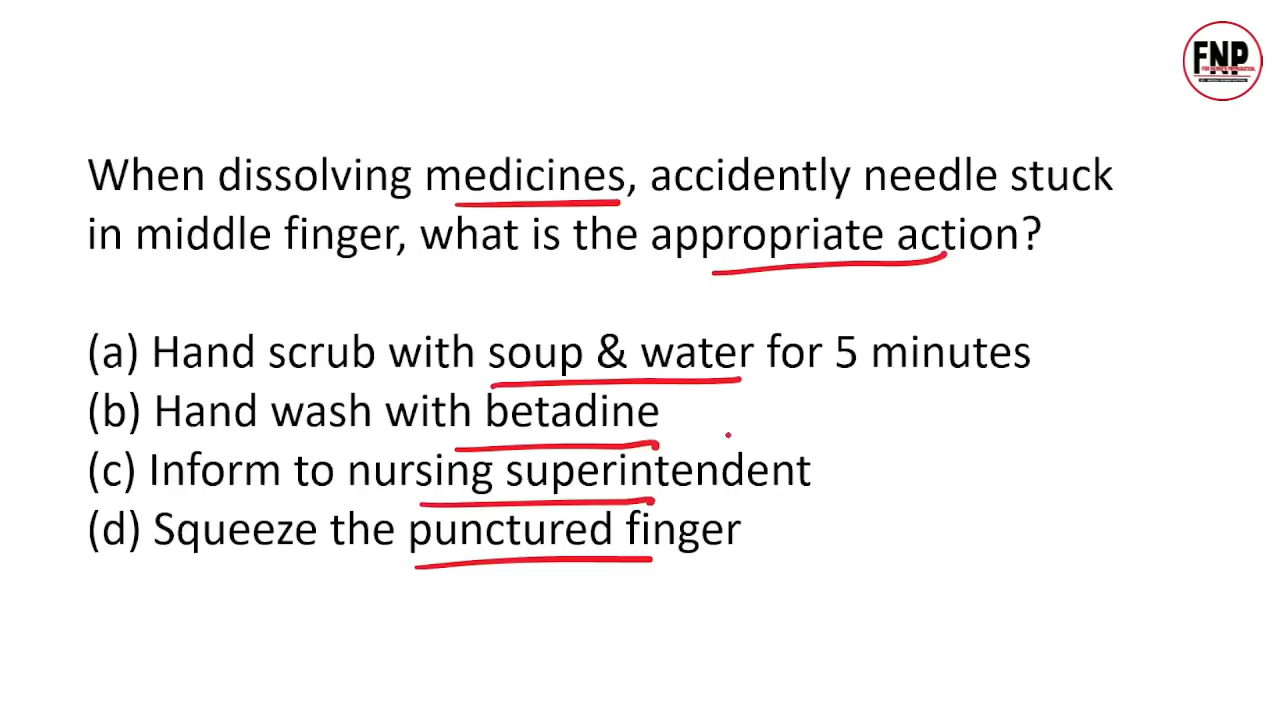 FNP
When dissolving medicines, accidently needle stuck
in middle finger, what is the appropriate action?
(a) Hand scrub with soup & water for 5 minutes
(b) Hand wash with betadine
(c) Inform to nursing superintendent
(d) Squeeze the punctured finger